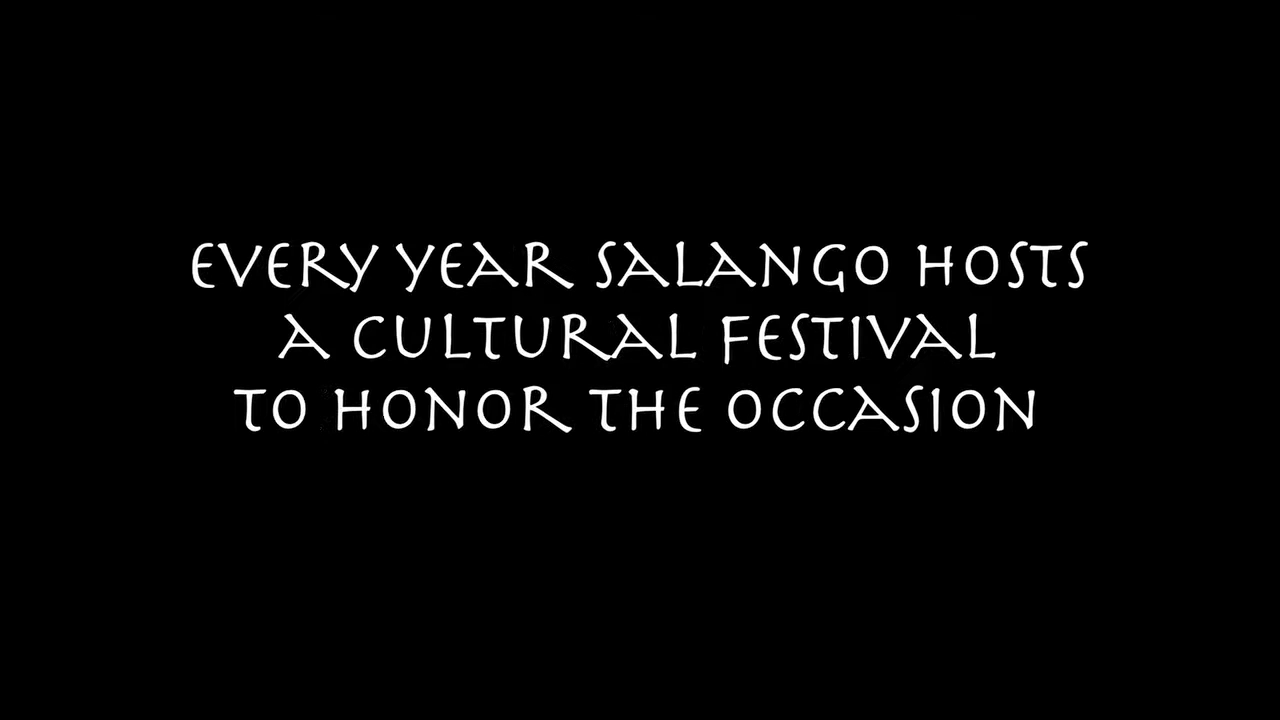 EVERY YEAR SALANGO HOSTS
A CULTURAL FESTIVAL
TO HONOR THE OCCASION